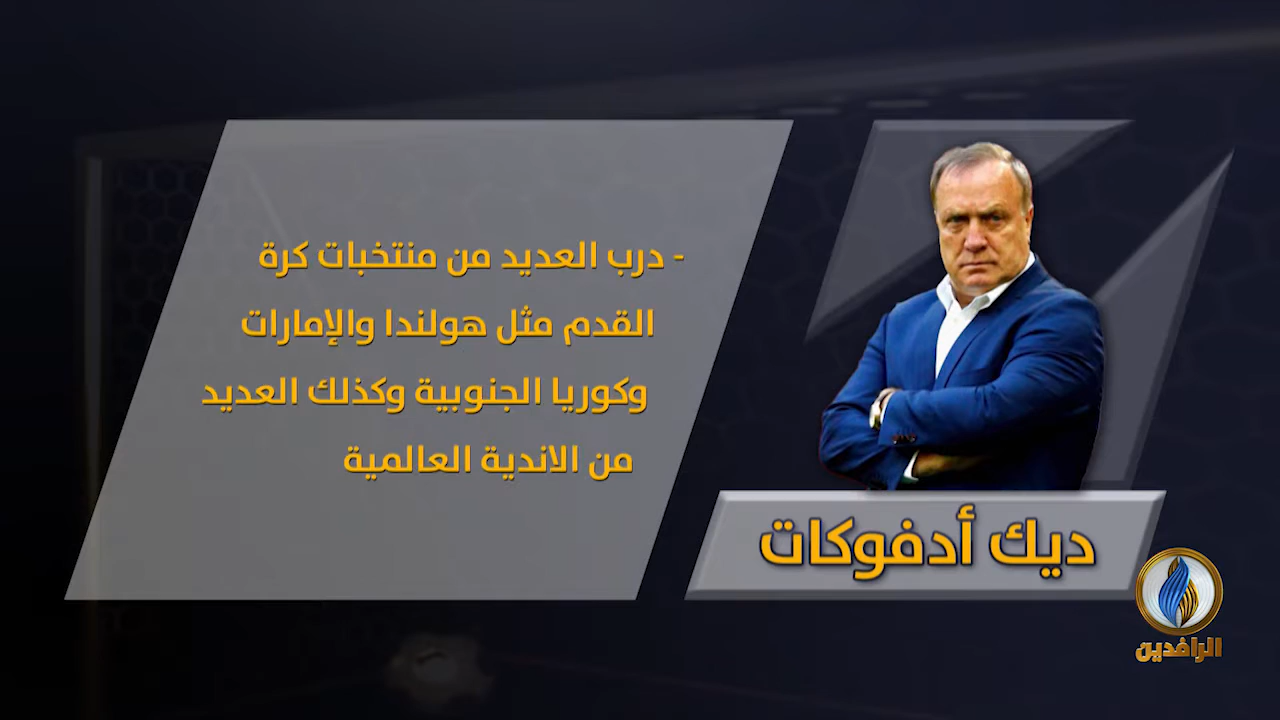 - درب العديد من منتخبات كرة
القدم مثل هولندا والإمارات
وكوريا الجنوبية وكذلك العديد
من الاندية العالمية
ديك أدفوكات
الرافدين